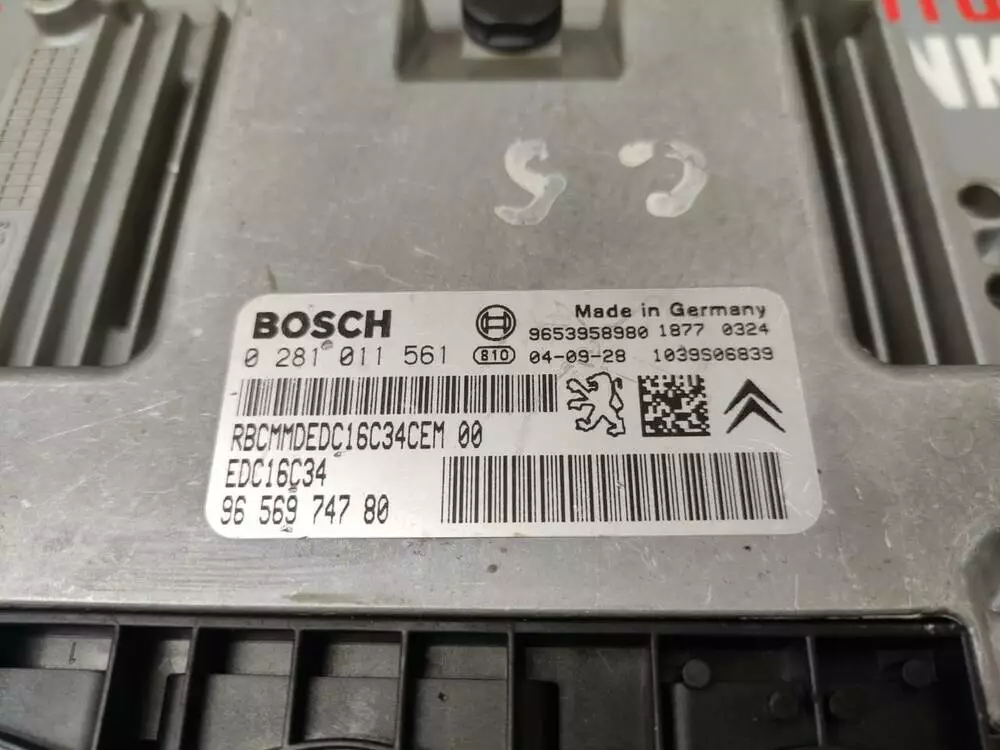 C S
BOSCH
Made in Germany
9653958980 1877 0324
0 281 011 561 810 04-09-28 1039S06839
RBCMMDEDC16C34CEM 00
EDC16C34
96 569 747 80
1